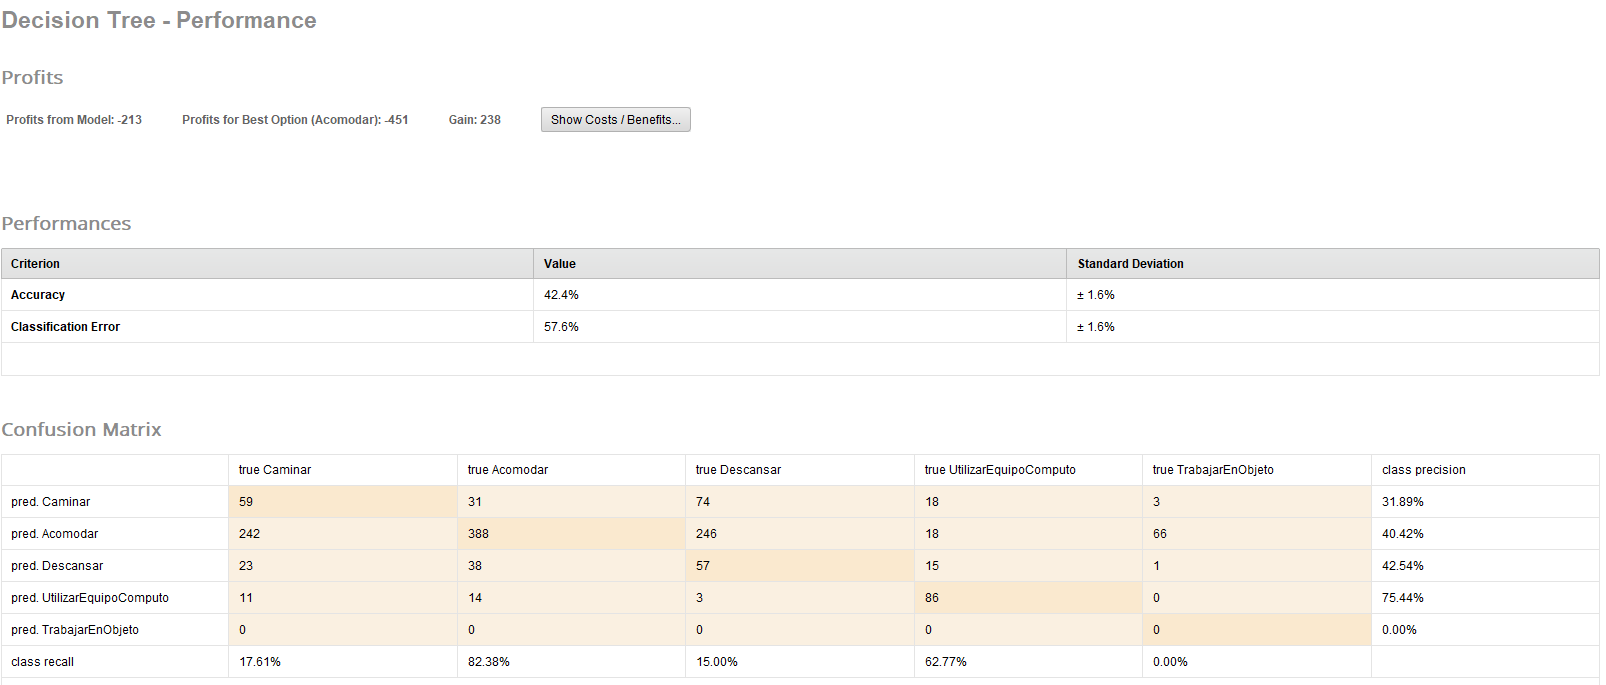 Decision Tree - Performance
Profits
Profits from Model: -213 Profits for Best Option (Acomodar): -451 Gain: 238 Show Costs / Benefits...
Performances
Criterion Value Standard Deviation
Accuracy 42.4% ± 1.6%
Classification Error 57.6% ± 1.6%
Confusion Matrix
true Caminar true Acomodar true Descansar true UtilizarEquipoComputo true TrabajarEnObjeto class precision
pred. Caminar 59 31 74 18 3 31.89%
pred. Acomodar 242 388 246 18 66 40.42%
pred. Descansar 23 38 57 15 1 42.54%
pred. UtilizarEquipoComputo 11 14 3 86 0 75.44%
pred. TrabajarEnObjeto 0 0 0 0 0 0.00%
class recall 17.61% 82.38% 15.00% 62.77% 0.00%